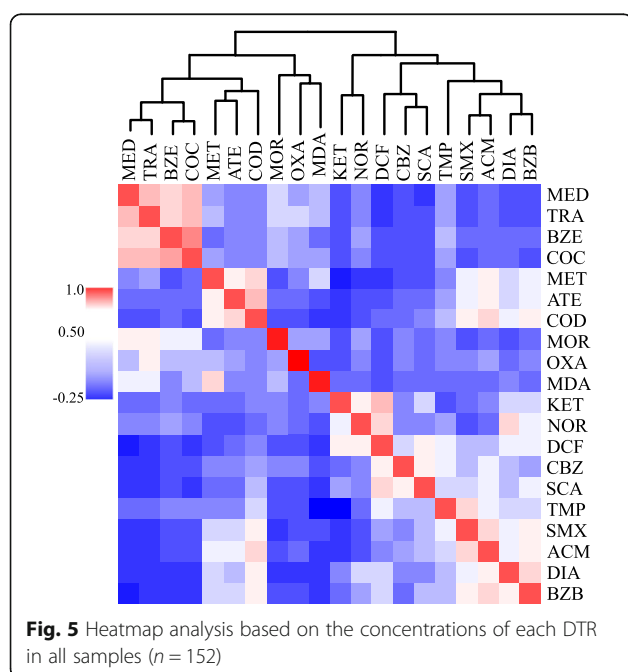 MED TRA BZE COC MET ATE COD MOR OXA MDA KET NOR DCF CBZ SCA TMP SMX ACM DIA BZB
MED
TRA
BZE
COC
MET
ATE
COD
MOR
OXA
MDA
KET
NOR
DCF
CBZ
SCA
TMP
SMX
ACM
DIA
BZB
1.0
0.50
-0.25
Fig. 5 Heatmap analysis based on the concentrations of each DTR
in all samples (n = 152)